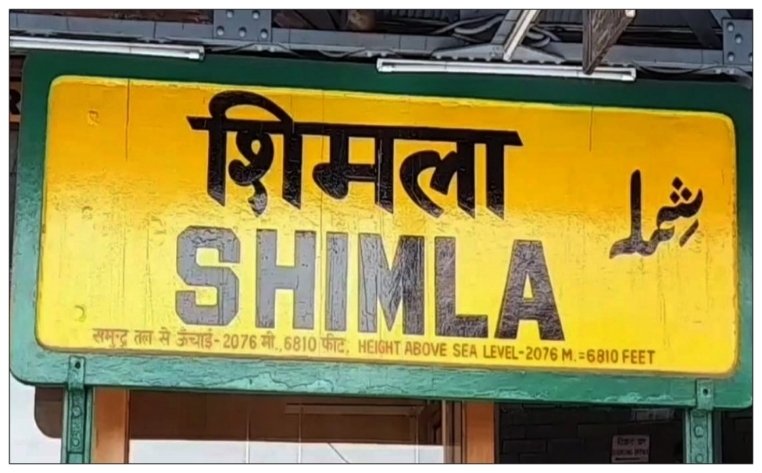 शिमला
شملہ
SHIMLA
समुन्द्र तल से ऊँचाई-2076 मी.,6810 फीट, HEIGHT ABOVE SEA LEVEL-2076 M.=6810 FEET